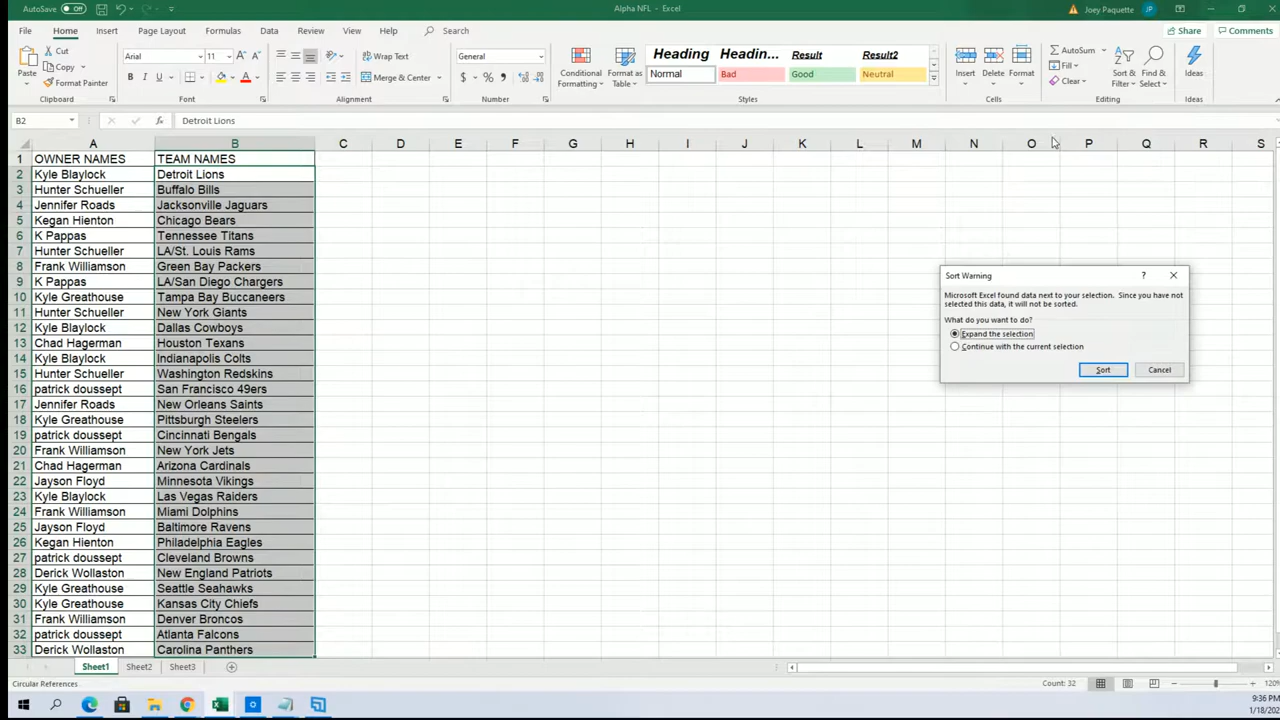 AutoSave Off
Alpha NFL - Excel
Joey Paquette JP
File Home Insert Page Layout Formulas Data Review View Help Search
Share Comments
Paste
Cut
Copy
Format Painter
Clipboard
Arial 11
B I U
Font
Wrap Text
Merge & Center
Alignment
General
Number
Conditional Formatting
Format as Table
Heading Headin... Result Result2
Normal Bad Good Neutral
Styles
Insert Delete Format
Cells
AutoSum
Fill
Clear
Sort & Filter
Find & Select
Editing
Ideas
Ideas
B2 fx Detroit Lions
A B C D E F G H I J K L M N O P Q R S
1 OWNER NAMES TEAM NAMES
2 Kyle Blaylock Detroit Lions
3 Hunter Schueller Buffalo Bills
4 Jennifer Roads Jacksonville Jaguars
5 Kegan Hienton Chicago Bears
6 K Pappas Tennessee Titans
7 Hunter Schueller LA/St. Louis Rams
8 Frank Williamson Green Bay Packers
9 K Pappas LA/San Diego Chargers
10 Kyle Greathouse Tampa Bay Buccaneers
11 Hunter Schueller New York Giants
12 Kyle Blaylock Dallas Cowboys
13 Chad Hagerman Houston Texans
14 Kyle Blaylock Indianapolis Colts
15 Hunter Schueller Washington Redskins
16 patrick doussept San Francisco 49ers
17 Jennifer Roads New Orleans Saints
18 Kyle Greathouse Pittsburgh Steelers
19 patrick doussept Cincinnati Bengals
20 Frank Williamson New York Jets
21 Chad Hagerman Arizona Cardinals
22 Jayson Floyd Minnesota Vikings
23 Kyle Blaylock Las Vegas Raiders
24 Frank Williamson Miami Dolphins
25 Jayson Floyd Baltimore Ravens
26 Kegan Hienton Philadelphia Eagles
27 patrick doussept Cleveland Browns
28 Derick Wollaston New England Patriots
29 Kyle Greathouse Seattle Seahawks
30 Kyle Greathouse Kansas City Chiefs
31 Frank Williamson Denver Broncos
32 patrick doussept Atlanta Falcons
33 Derick Wollaston Carolina Panthers
Sort Warning
Microsoft Excel found data next to your selection. Since you have not
selected this data, it will not be sorted.
What do you want to do?
Expand the selection
Continue with the current selection
Sort Cancel
Sheet1 Sheet2 Sheet3
Circular References
Count: 32
120%
9:36 PM
1/18/202